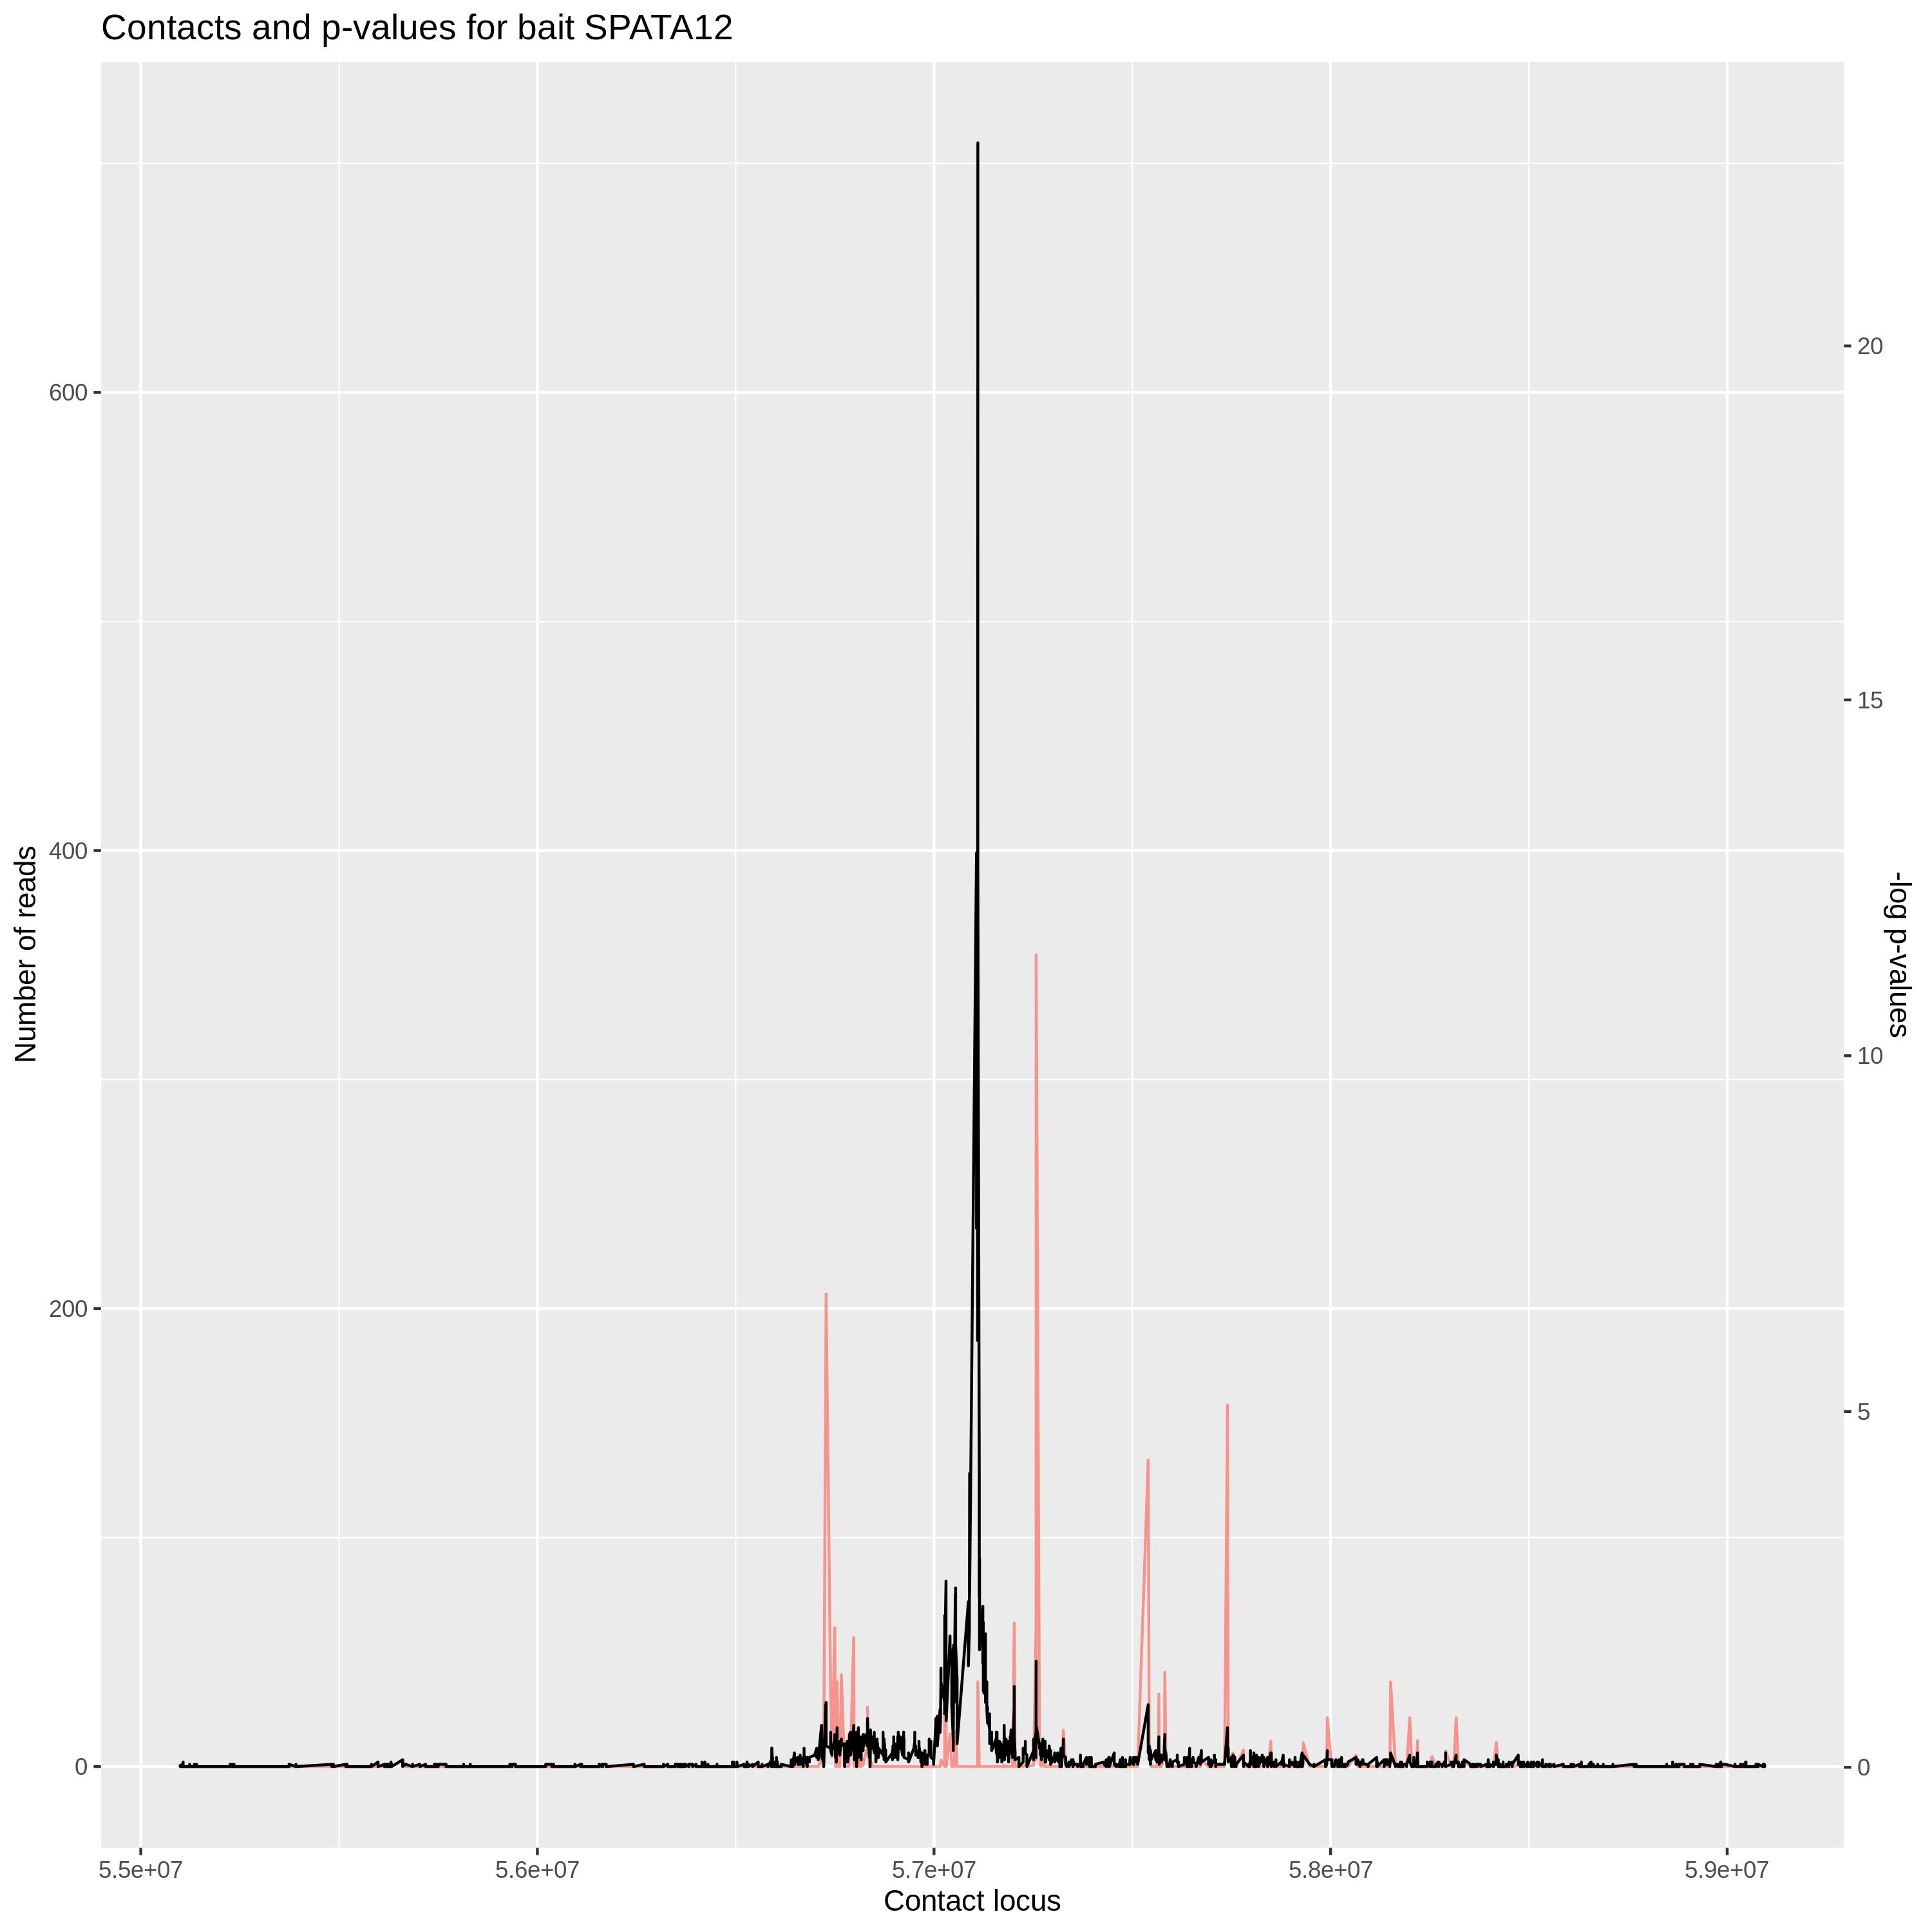 Contacts and p-values for bait SPATA12
Number of reads
600
400
200
0
20
15
10
5
0
-log p-values
5.5e+07
5.6e+07
5.7e+07
5.8e+07
5.9e+07
Contact locus